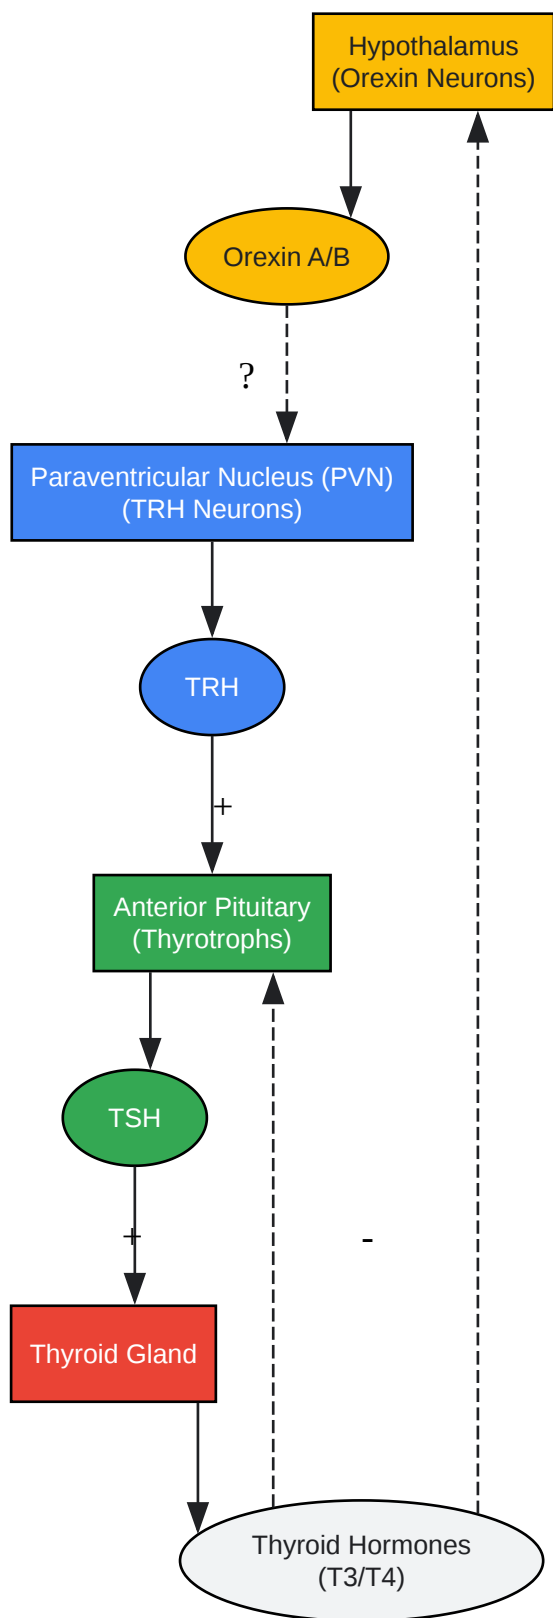 Hypothalamus
(Orexin Neurons)
Orexin A/B
?
Paraventricular Nucleus (PVN)
(TRH Neurons)
TRH
+
Anterior Pituitary
(Thyrotrophs)
TSH
+
-
Thyroid Gland
Thyroid Hormones
(T3/T4)